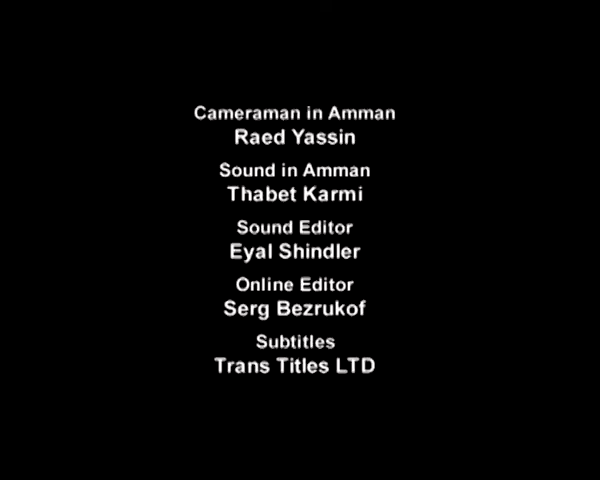 Cameraman in Amman
Raed Yassin
Sound in Amman
Thabet Karmi
Sound Editor
Eyal Shindler
Online Editor
Serg Bezrukof
Subtitles
Trans Titles LTD